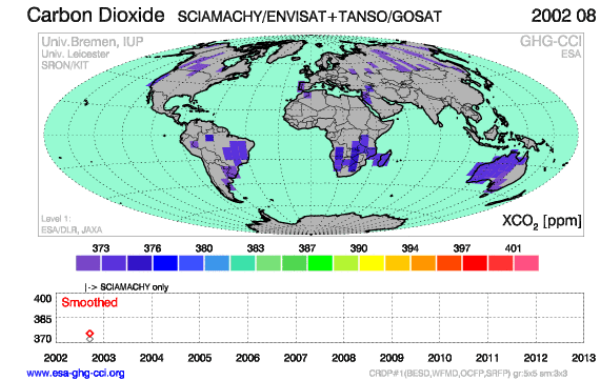 Carbon Dioxide SCIAMACHY/ENVISAT+TANSO/GOSAT 2002 08
Univ.Bremen, IUP GHG-CCI
Univ. Leicester ESA
SRON/KIT
Level 1:
ESA/DLR, JAXA
XCO₂ [ppm]
373 376 380 383 387 390 394 397 401
|-> SCIAMACHY only
400 Smoothed
385
370
2002 2003 2004 2005 2006 2007 2008 2009 2010 2011 2012 2013
www.esa-ghg-cci.org CRDP#1(BESD,WFMD,OCFP,SRFP) gr:5x5 sm:3x3